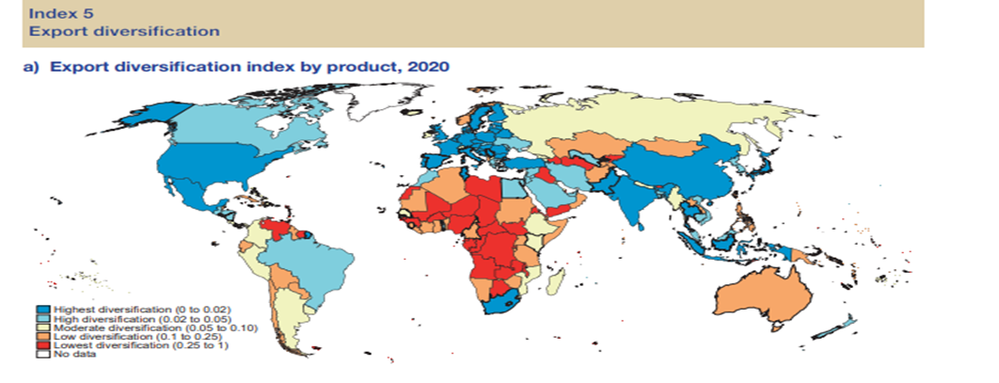 Index 5
Export diversification
a) Export diversification index by product, 2020
Highest diversification (0 to 0.02)
High diversification (0.02 to 0.05)
Moderate diversification (0.05 to 0.10)
Low diversification (0.1 to 0.25)
Lowest diversification (0.25 to 1)
No data